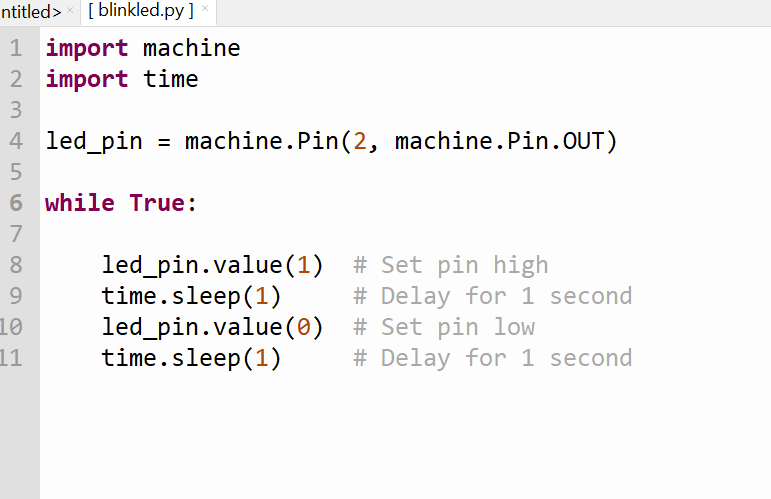 ntitled> × [ blinkled.py ] ×
1 import machine
2 import time
3
4 led_pin = machine.Pin(2, machine.Pin.OUT)
5
6 while True:
7
8     led_pin.value(1)  # Set pin high
9     time.sleep(1)     # Delay for 1 second
10     led_pin.value(0)  # Set pin low
11     time.sleep(1)     # Delay for 1 second